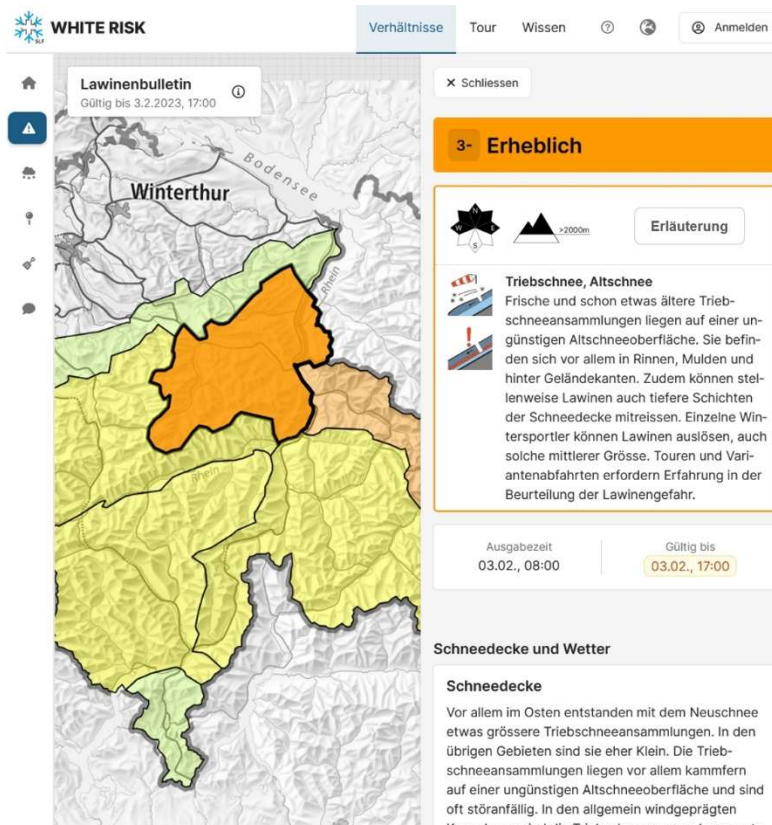 SLF
WHITE RISK
Verhältnisse
Tour
Wissen
?
Anmelden
Lawinenbulletin
Gültig bis 3.2.2023, 17:00
Bodensee
Winterthur
Rhein
Rhein
× Schliessen
3- Erheblich
N
W E
S
>2000m
Erläuterung
Triebschnee, Altschnee
Frische und schon etwas ältere Trieb-
schneeansammlungen liegen auf einer un-
günstigen Altschneeoberfläche. Sie befin-
den sich vor allem in Rinnen, Mulden und
hinter Geländekanten. Zudem können stel-
lenweise Lawinen auch tiefere Schichten
der Schneedecke mitreissen. Einzelne Win-
tersportler können Lawinen auslösen, auch
solche mittlerer Grösse. Touren und Vari-
antenabfahrten erfordern Erfahrung in der
Beurteilung der Lawinengefahr.
Ausgabezeit
03.02., 08:00
Gültig bis
03.02., 17:00
Schneedecke und Wetter
Schneedecke
Vor allem im Osten entstanden mit dem Neuschnee
etwas grössere Triebschneeansammlungen. In den
übrigen Gebieten sind sie eher Klein. Die Trieb-
schneeansammlungen liegen vor allem kammfern
auf einer ungünstigen Altschneeoberfläche und sind
oft störanfällig. In den allgemein windgeprägten